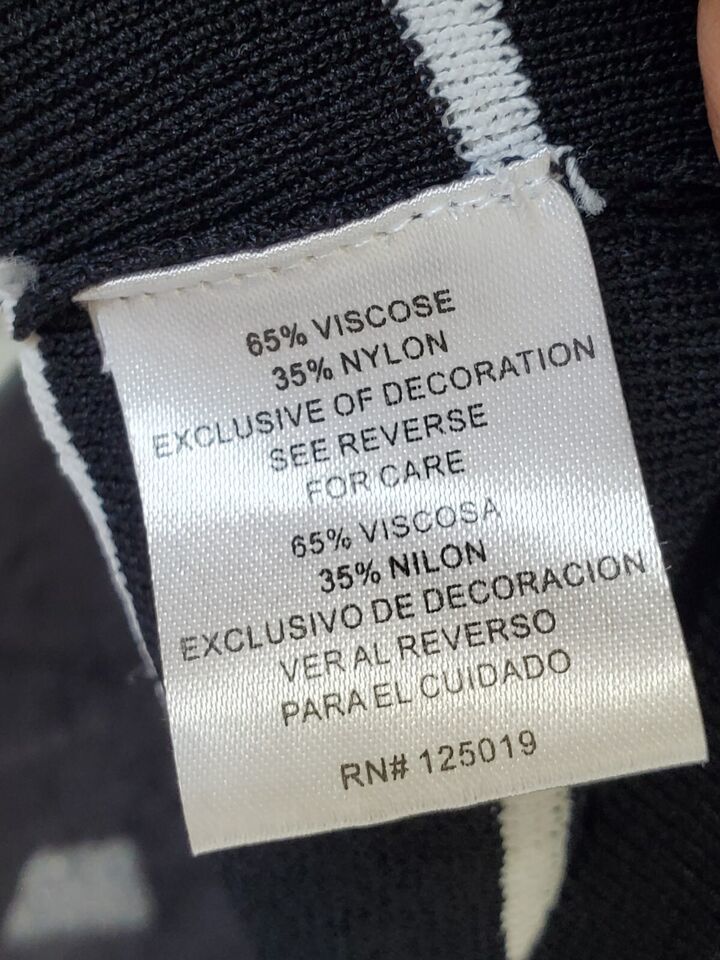 65% VISCOSE
35% NYLON
EXCLUSIVE OF DECORATION
SEE REVERSE
FOR CARE
65% VISCOSA
35% NILON
EXCLUSIVO DE DECORACION
VER AL REVERSO
PARA EL CUIDADO
RN# 125019